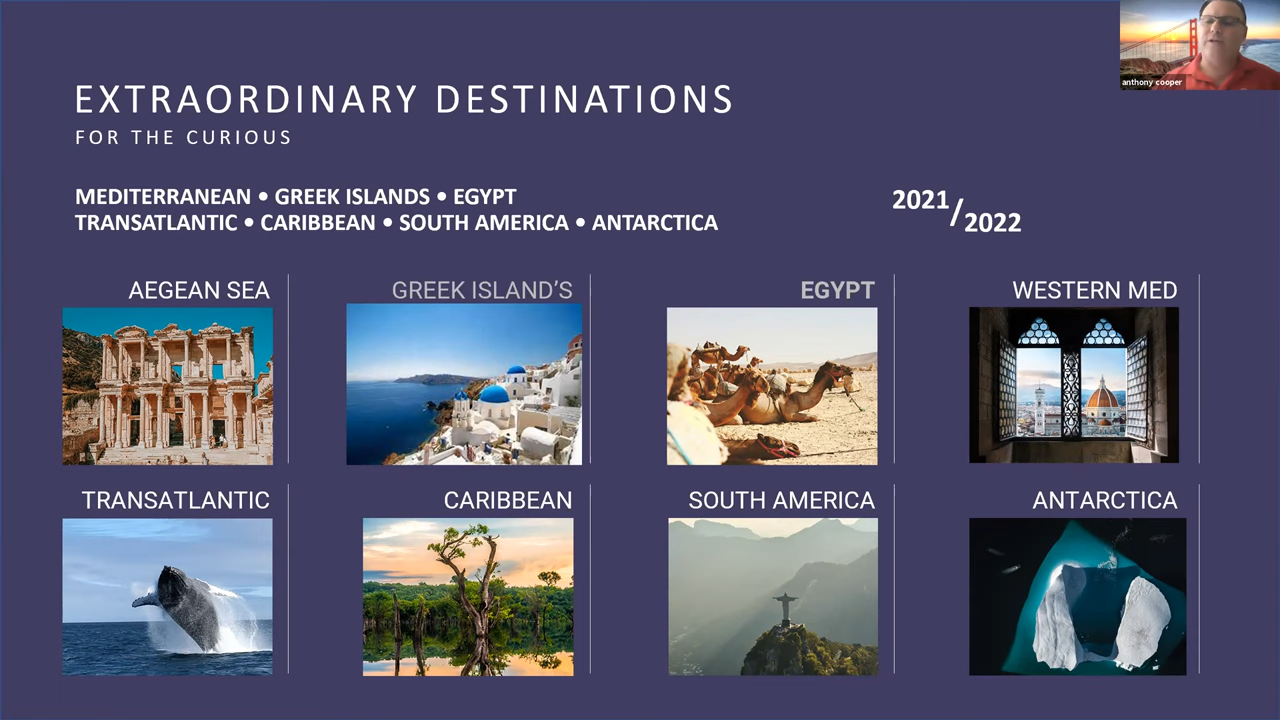 EXTRAORDINARY DESTINATIONS
FOR THE CURIOUS
MEDITERRANEAN • GREEK ISLANDS • EGYPT
TRANSATLANTIC • CARIBBEAN • SOUTH AMERICA • ANTARCTICA
2021/2022
AEGEAN SEA
GREEK ISLAND'S
EGYPT
WESTERN MED
TRANSATLANTIC
CARIBBEAN
SOUTH AMERICA
ANTARCTICA
anthony cooper